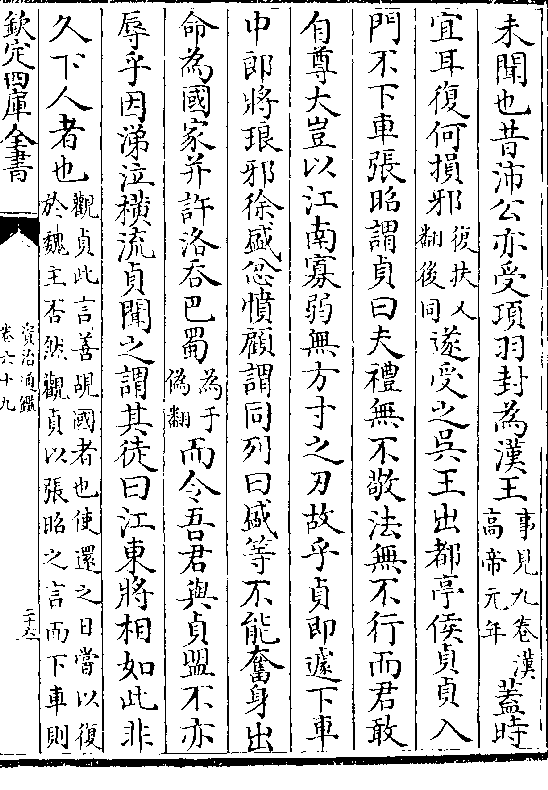 未聞也昔沛公亦受項羽封為漢王事見九卷漢高帝元年蓋時
宜耳復何損邪復扶又翻後同遂受之吳王出都亭侯貞貞入
門不下車張昭謂貞曰夫禮無不敬法無不行而君敢
自尊大豈以江南寡弱無方寸之刃故乎貞即遽下車
中郎將琅邪徐盛忿憤顧謂同列曰盛等不能奮身出
命為國家并許洛吞巴蜀為于偽翻而令吾君與貞盟不亦
辱乎因涕泣橫流貞聞之謂其徒曰江東將相如此非
久下人者也觀貞此言善覘國者也使還之日當以復於魏主否然觀貞以張昭之言而下車則
欽定四庫全書
資治通鑑
卷六十九